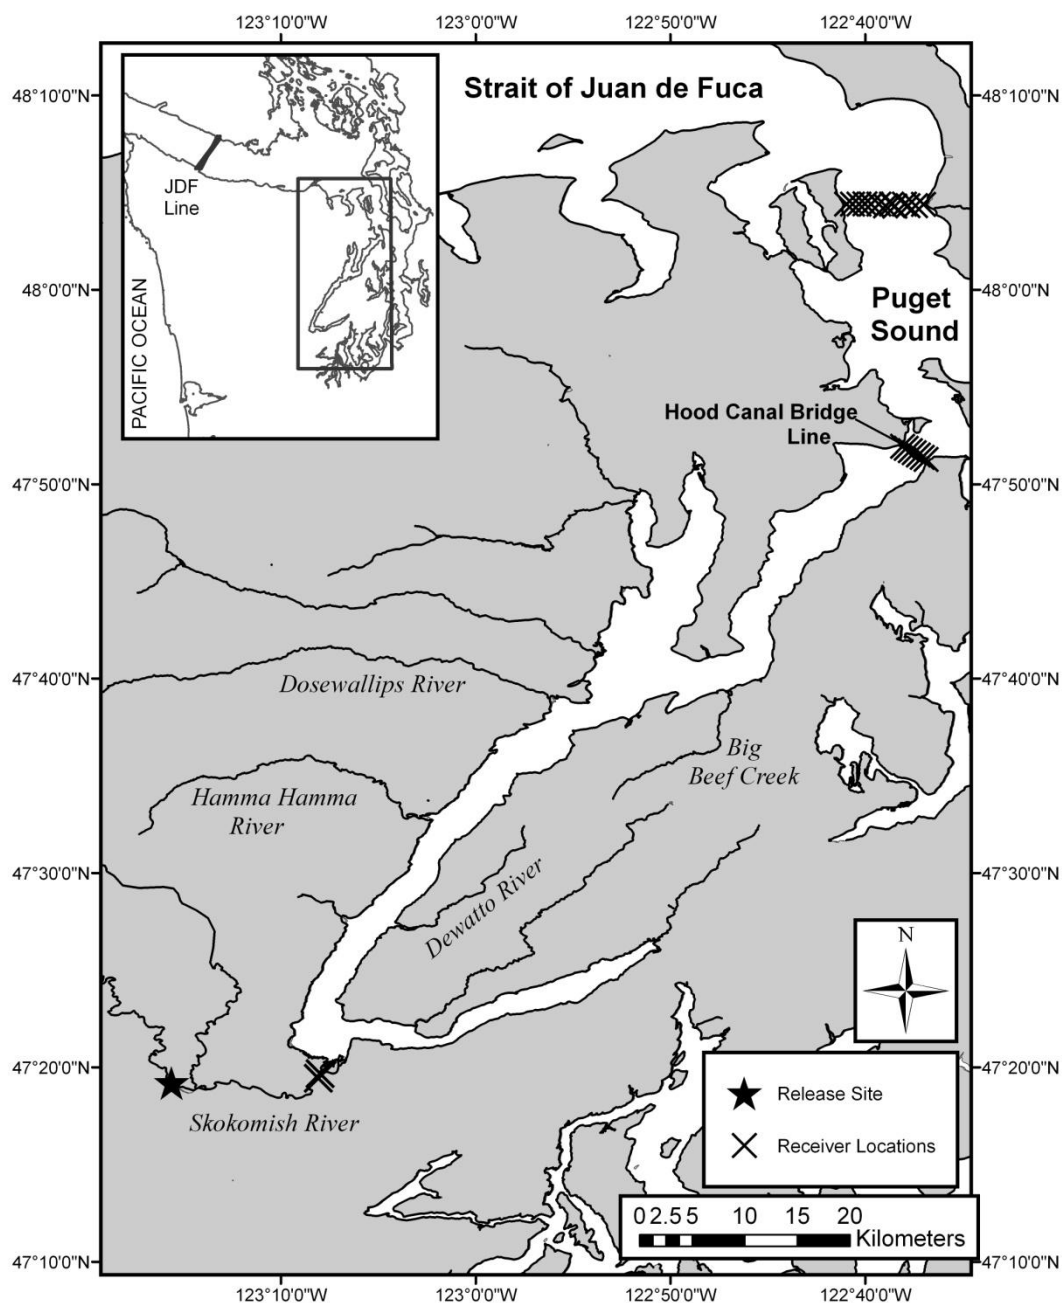 123°10'0"W 123°0'0"W 122°50'0"W 122°40'0"W
48°10'0"N
48°0'0"N
47°50'0"N
47°40'0"N
47°30'0"N
47°20'0"N
47°10'0"N
Strait of Juan de Fuca
JDF
Line
PACIFIC OCEAN
Puget
Sound
Hood Canal Bridge
Line
Dosewallips River
Big
Beef Creek
Hamma Hamma
River
Dewatto River
Skokomish River
N
Release Site
Receiver Locations
0 2.5 5 10 15 20
Kilometers
48°10'0"N
48°0'0"N
47°50'0"N
47°40'0"N
47°30'0"N
47°20'0"N
47°10'0"N
123°10'0"W 123°0'0"W 122°50'0"W 122°40'0"W